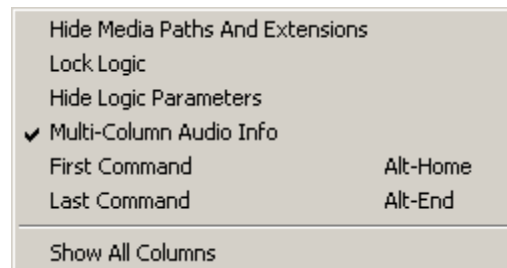 Hide Media Paths And Extensions
Lock Logic
Hide Logic Parameters
Multi-Column Audio Info
First Command Alt-Home
Last Command Alt-End
Show All Columns